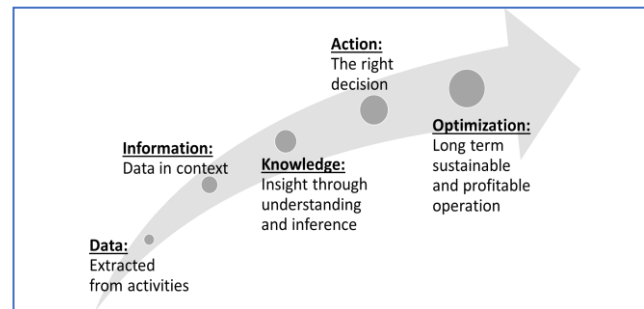 Data:
Extracted
from activities
Information:
Data in context
Knowledge:
Insight through
understanding
and inference
Action:
The right
decision
Optimization:
Long term
sustainable
and profitable
operation